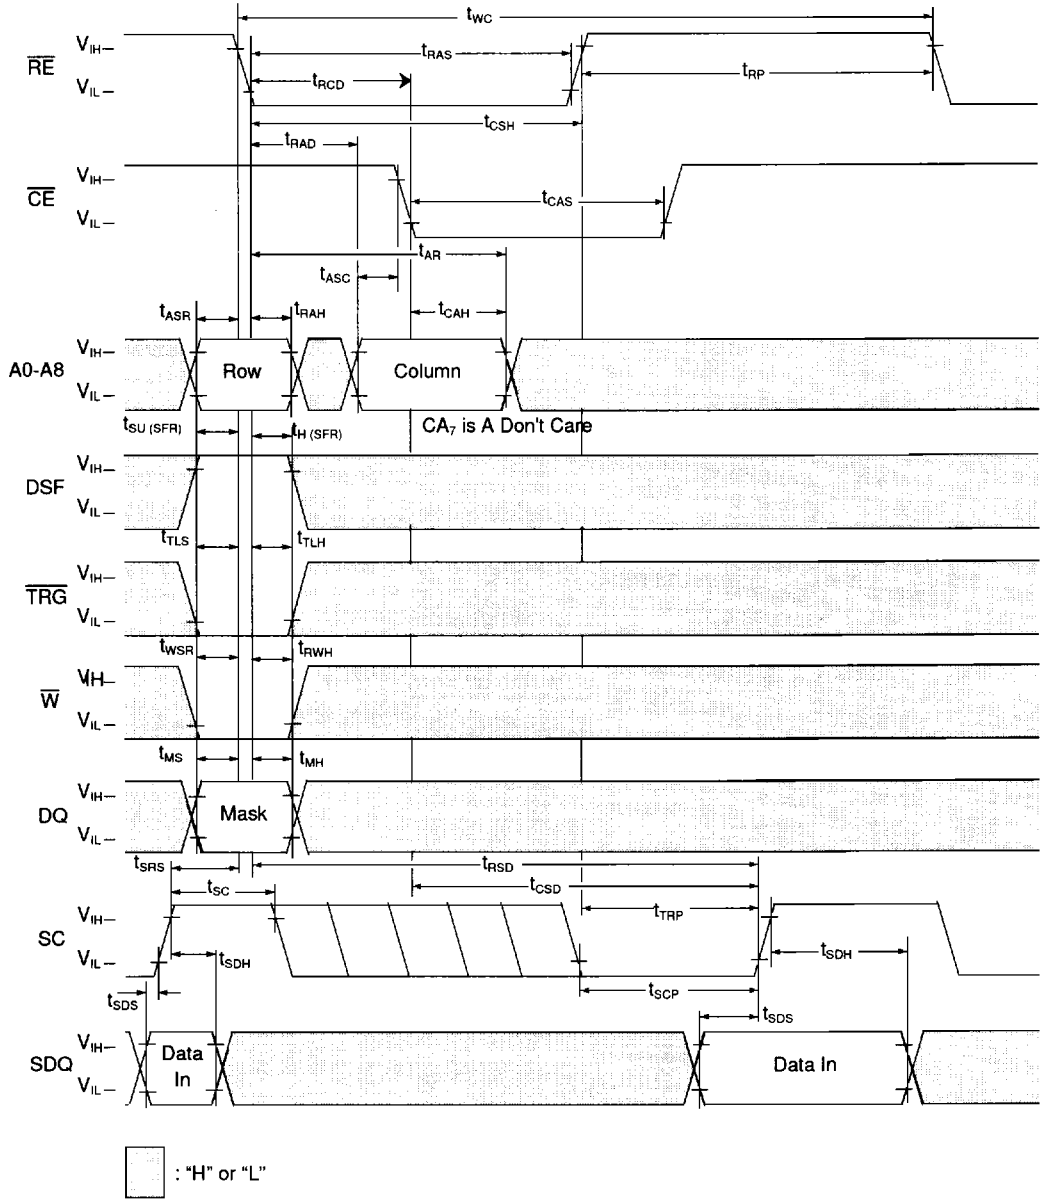 tWC
VIH
RE
tRAS
tRCD
tRP
VIL
tCSH
tRAD
VIH
CE
tCAS
VIL
tAR
tASC
tASR
tRAH
tCAH
VIH
A0-A8
Row
Column
VIL
tSU (SFR)
tH (SFR)
CA7 is A Don't Care
VIH
DSF
VIL
tTLS
tTLH
VIH
TRG
VIL
tWSR
tRWH
VIH
W
VIL
tMS
tMH
VIH
DQ
Mask
VIL
tSRS
tRSD
tSC
tCSD
VIH
tTRP
SC
VIL
tSDH
tSDH
tSDS
tSCP
tSDS
VIH
SDQ
Data In
Data In
VIL
: "H" or "L"